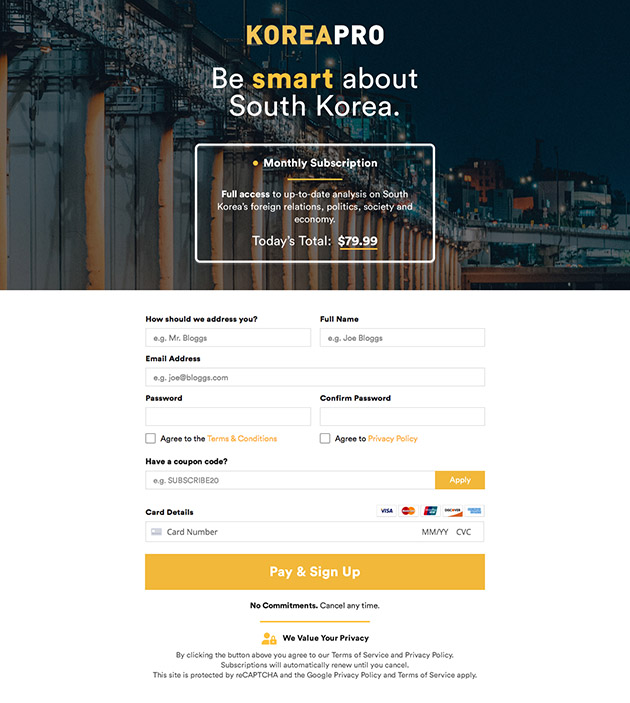 KOREAPRO
Be smart about
South Korea.
Monthly Subscription
Full access to up-to-date analysis on South
Korea's foreign relations, politics, society and
economy.
Today's Total: $79.99
How should we address you? Full Name
e.g. Mr. Bloggs e.g. Joe Bloggs
Email Address
e.g. joe@bloggs.com
Password Confirm Password
Agree to the Terms & Conditions Agree to Privacy Policy
Have a coupon code?
e.g. SUBSCRIBE20 Apply
Card Details VISA DISCOVER
Card Number MM/YY CVC
Pay & Sign Up
No Commitments. Cancel any time.
We Value Your Privacy
By clicking the button above you agree to our Terms of Service and Privacy Policy.
Subscriptions will automatically renew until you cancel.
This site is protected by reCAPTCHA and the Google Privacy Policy and Terms of Service apply.